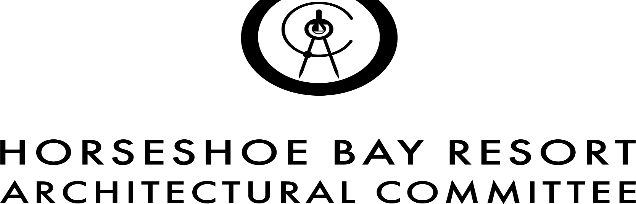 HORSESHOE BAY RESORT
ARCHITECTURAL COMMITTEE